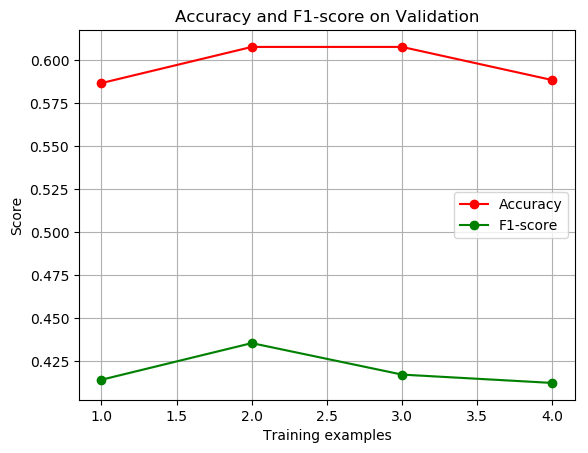 Accuracy and F1-score on Validation
Score
0.600
0.575
0.550
0.525
0.500
0.475
0.450
0.425
Accuracy
F1-score
1.0 1.5 2.0 2.5 3.0 3.5 4.0
Training examples